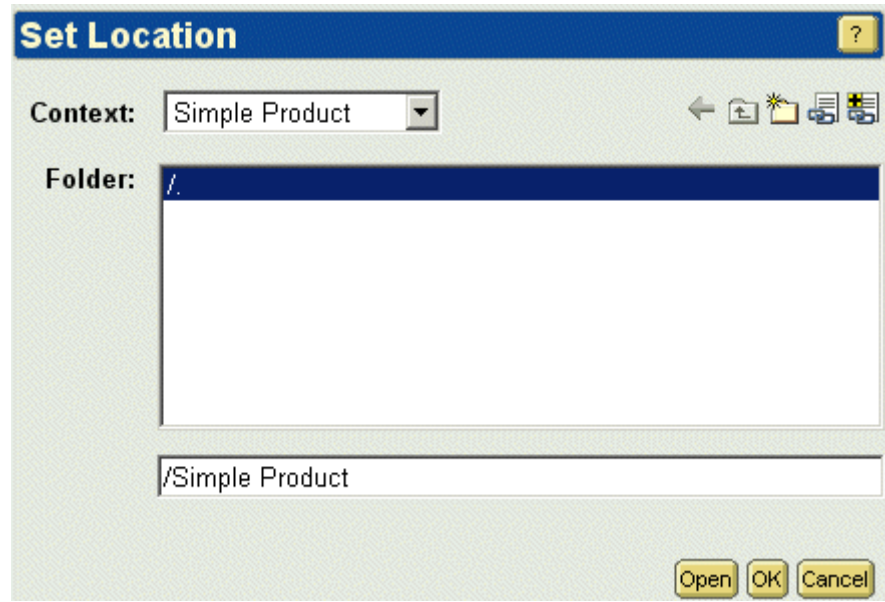 Set Location ?
Context: Simple Product
Folder: /.
/Simple Product
Open OK Cancel